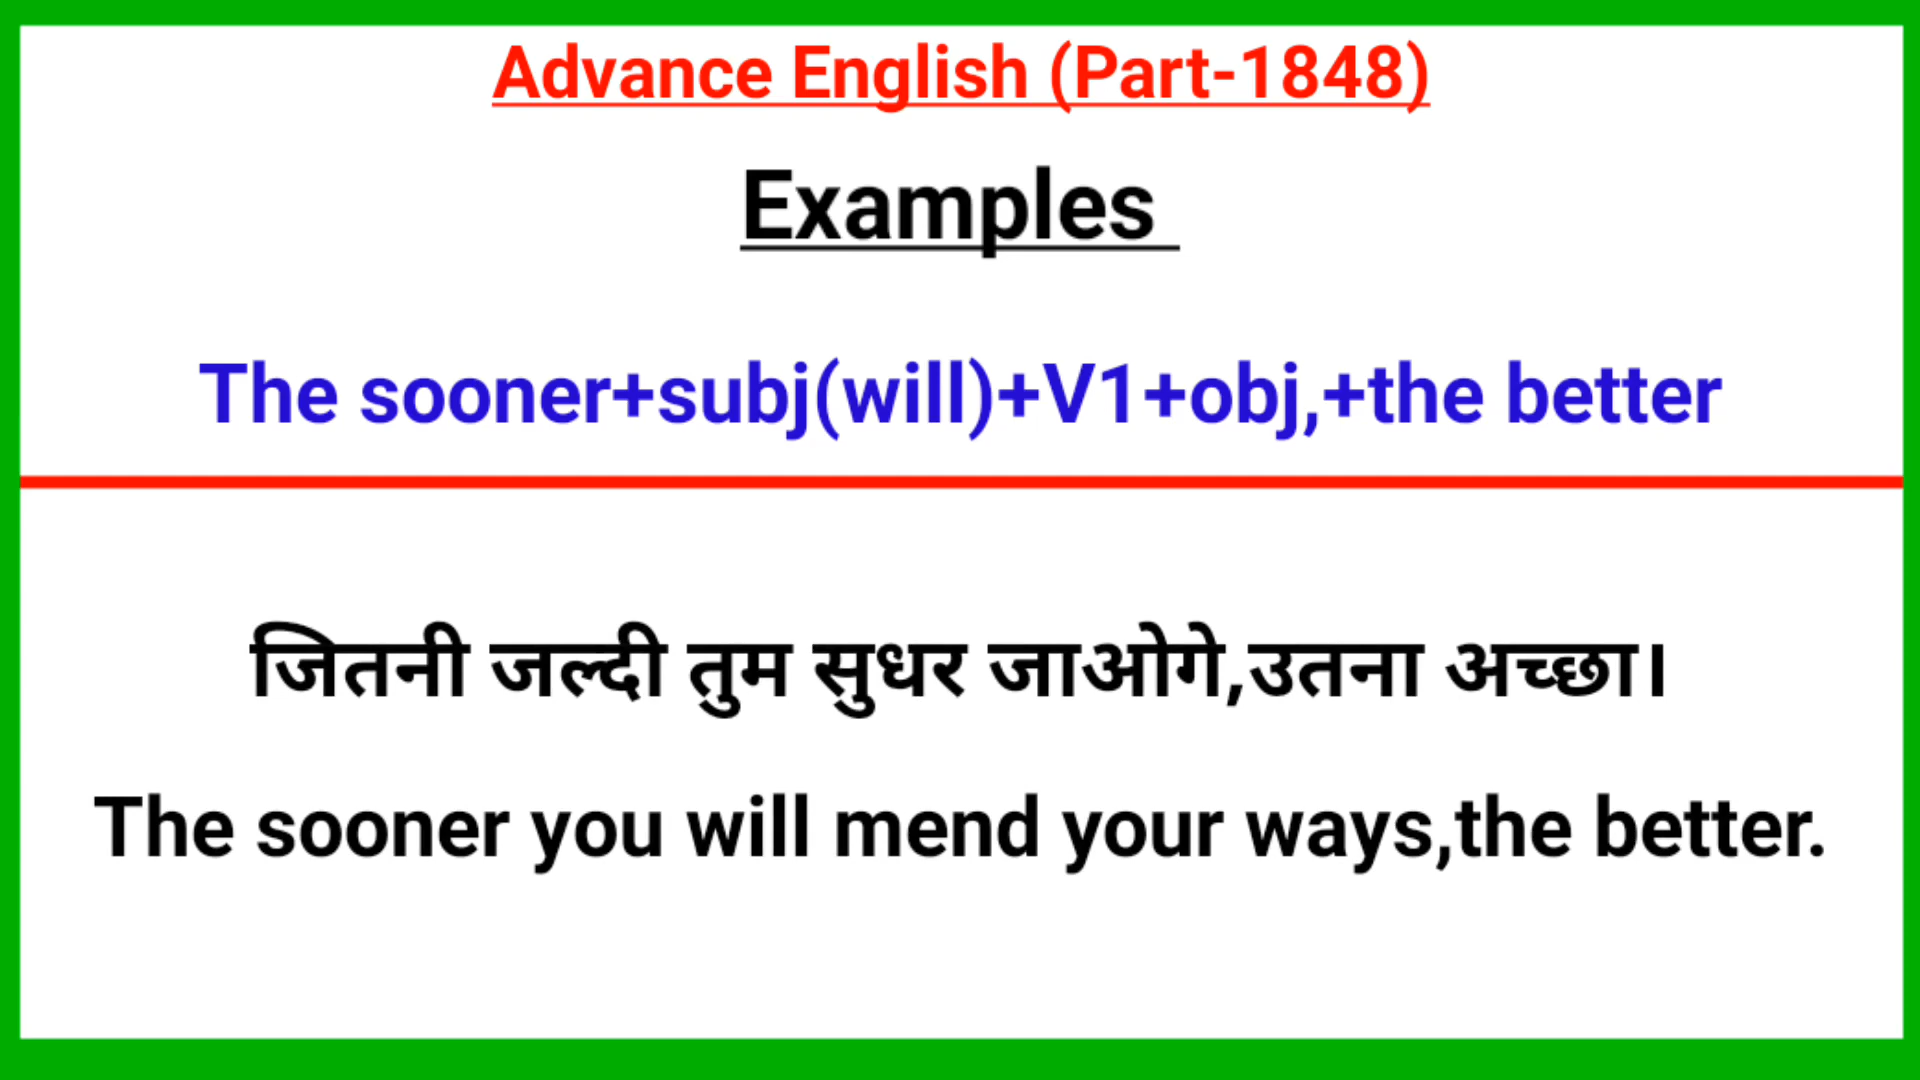 Advance English (Part-1848)
Examples
The sooner+subj(will)+V1+obj,+the better
जितनी जल्दी तुम सुधर जाओगे,उतना अच्छा।
The sooner you will mend your ways,the better.